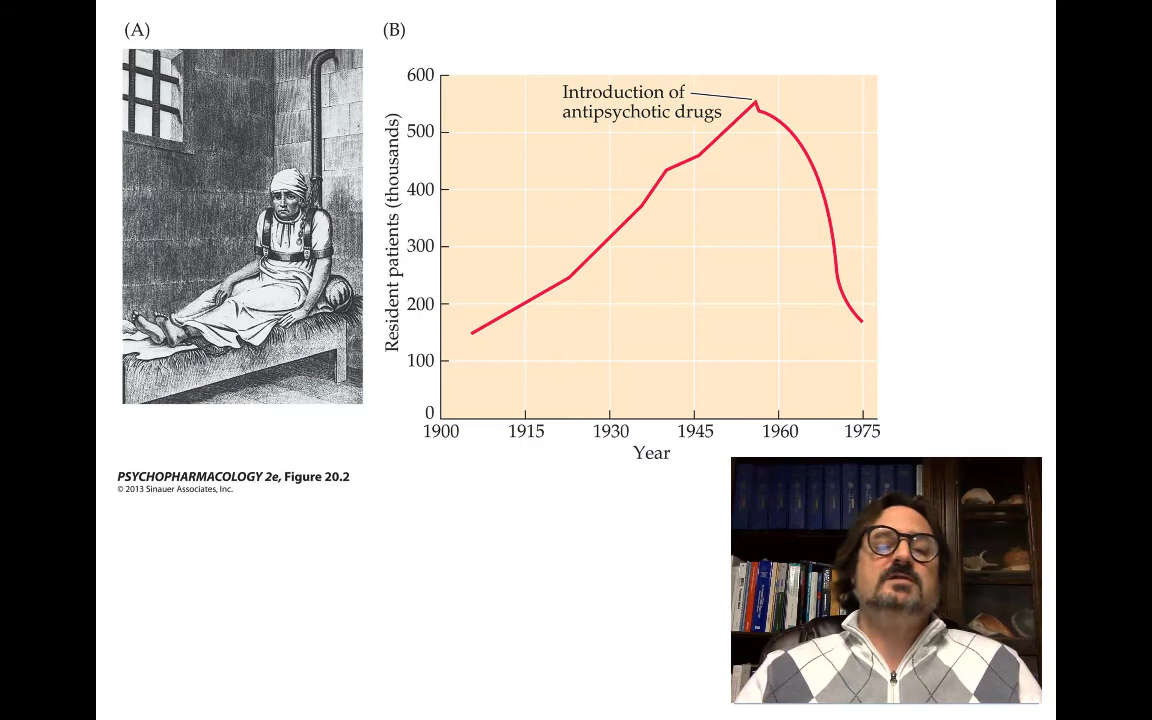 (A)
(B)
600
500
400
300
200
100
0
Resident patients (thousands)
Introduction of
antipsychotic drugs
1900 1915 1930 1945 1960 1975
Year
PSYCHOPHARMACOLOGY 2e, Figure 20.2
© 2013 Sinauer Associates, Inc.